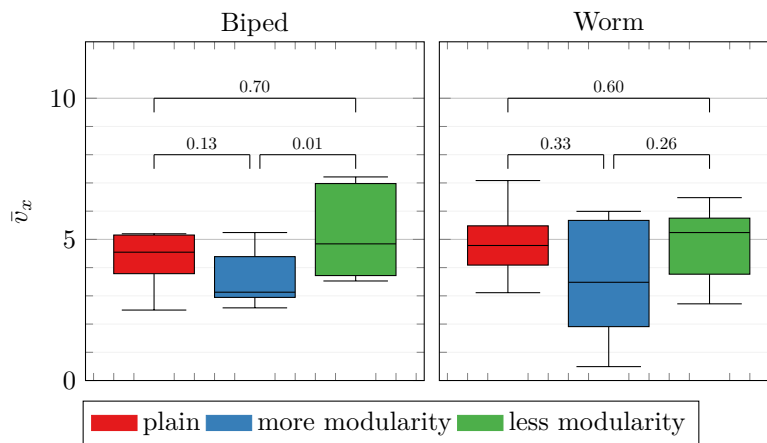 Biped Worm
10
0.70 0.60
0.13 0.01 0.33 0.26
v̄x
5
0
plain more modularity less modularity